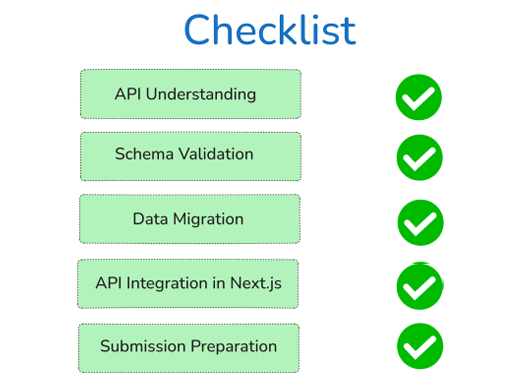 Checklist
API Understanding
Schema Validation
Data Migration
API Integration in Next.js
Submission Preparation